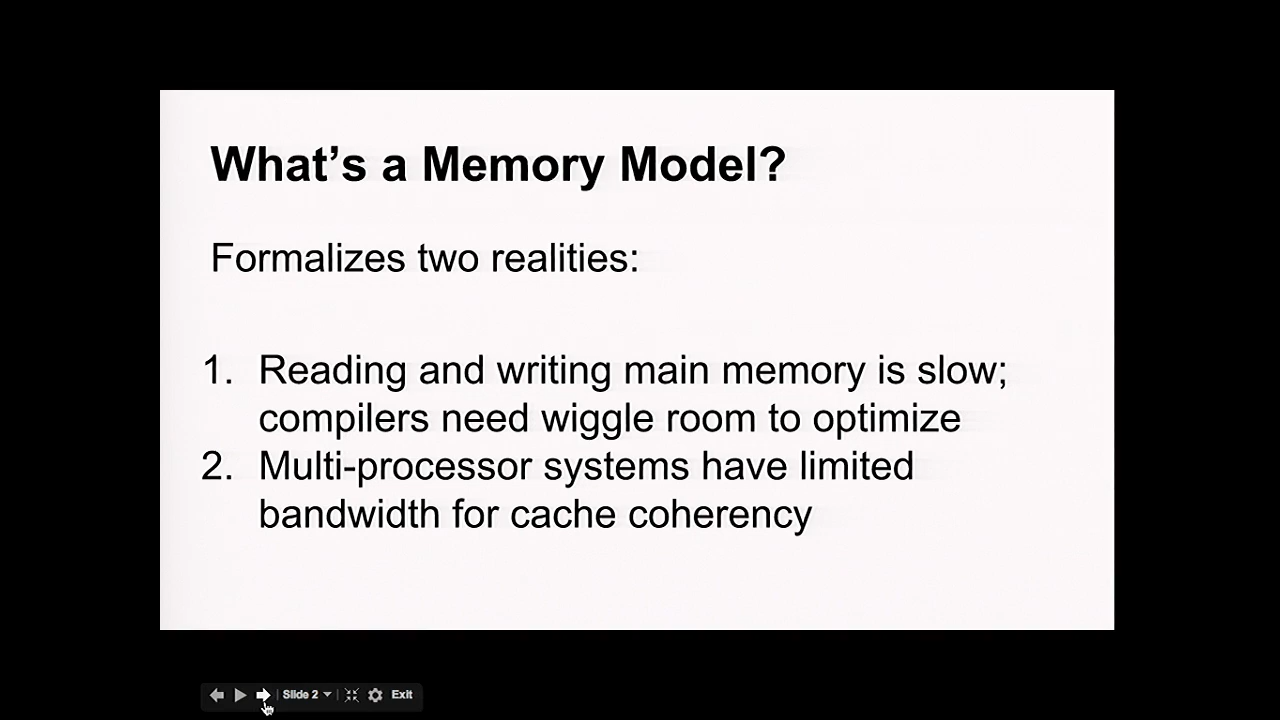 What's a Memory Model?
Formalizes two realities:
1. Reading and writing main memory is slow;
compilers need wiggle room to optimize
2. Multi-processor systems have limited
bandwidth for cache coherency
Slide 2
Exit